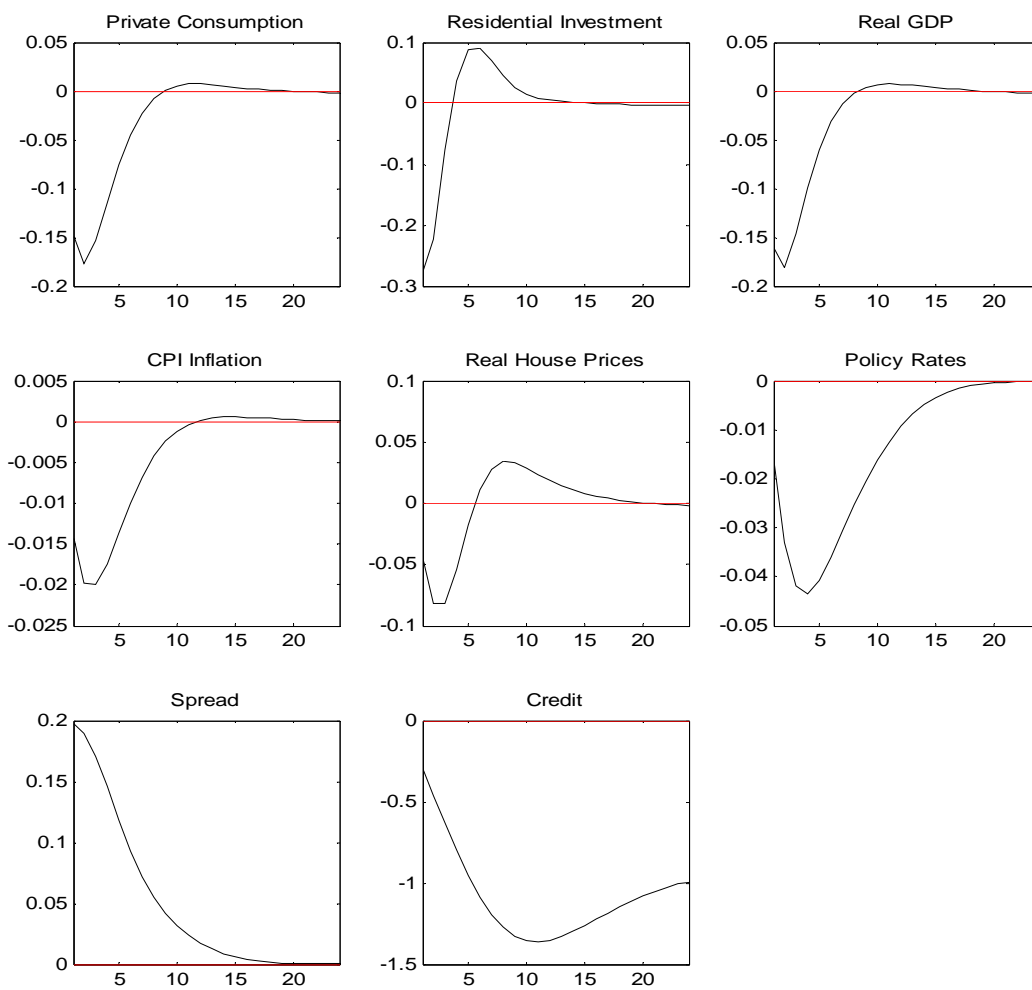 Private Consumption
0.05
0
-0.05
-0.1
-0.15
-0.2
5 10 15 20
Residential Investment
0.1
0
-0.1
-0.2
-0.3
5 10 15 20
Real GDP
0.05
0
-0.05
-0.1
-0.15
-0.2
5 10 15 20
CPI Inflation
0.005
0
-0.005
-0.01
-0.015
-0.02
-0.025
5 10 15 20
Real House Prices
0.1
0.05
0
-0.05
-0.1
5 10 15 20
Policy Rates
0
-0.01
-0.02
-0.03
-0.04
-0.05
5 10 15 20
Spread
0.2
0.15
0.1
0.05
0
5 10 15 20
Credit
0
-0.5
-1
-1.5
5 10 15 20